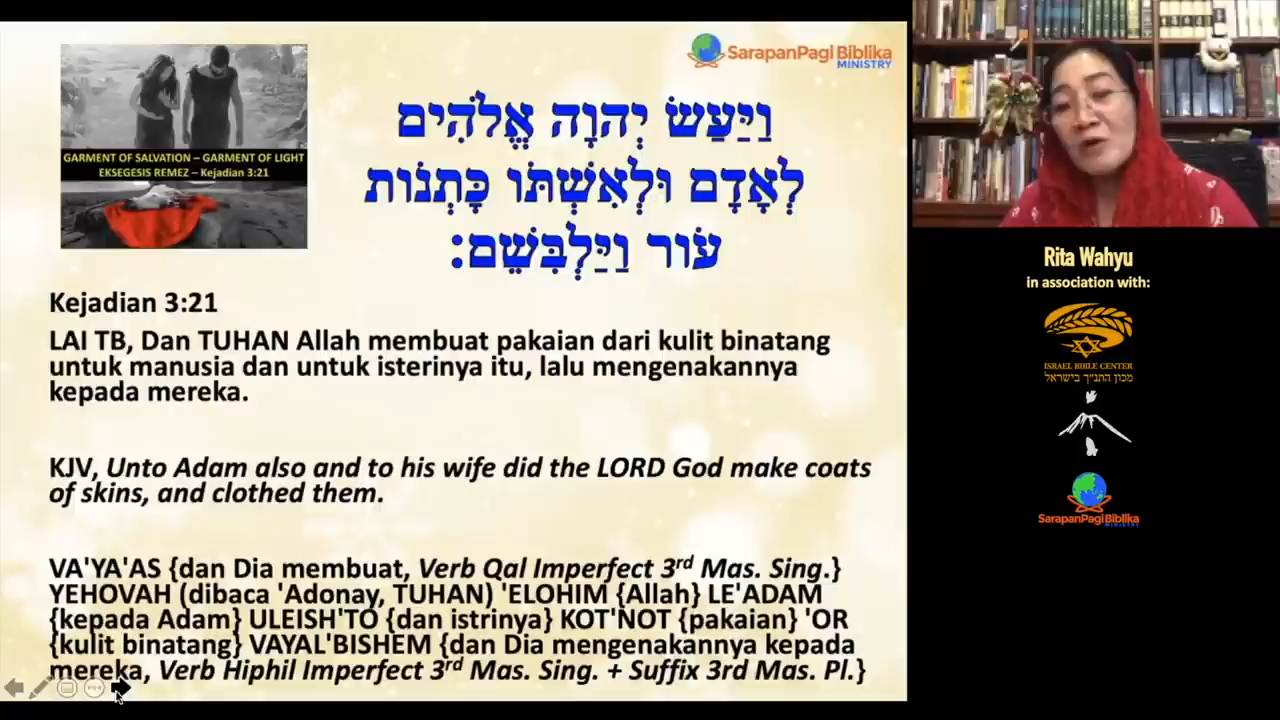 SarapanPagi Biblika
MINISTRY
GARMENT OF SALVATION – GARMENT OF LIGHT
EKSEGESIS REMEZ – Kejadian 3:21
וַיַּעַשׂ יְהוָה אֱלֹהִים
לְאָדָם וּלְאִשְׁתֹּו כָּתְנֹות
עֹור וַיַּלְבִּשֵׁם׃
Kejadian 3:21
LAI TB, Dan TUHAN Allah membuat pakaian dari kulit binatang
untuk manusia dan untuk isterinya itu, lalu mengenakannya
kepada mereka.
KJV, Unto Adam also and to his wife did the LORD God make coats
of skins, and clothed them.
VA'YA'AS {dan Dia membuat, Verb Qal Imperfect 3rd Mas. Sing.}
YEHOVAH (dibaca 'Adonay, TUHAN) 'ELOHIM {Allah} LE'ADAM
{kepada Adam} ULEISH'TO {dan istrinya} KOT'NOT {pakaian} 'OR
{kulit binatang} VAYAL'BISHEM {dan Dia mengenakannya kepada
mereka, Verb Hiphil Imperfect 3rd Mas. Sing. + Suffix 3rd Mas. Pl.}
Rita Wahyu
in association with:
ISRAEL BIBLE CENTER
מכון התנ״ך בישראל
SarapanPagi Biblika
MINISTRY